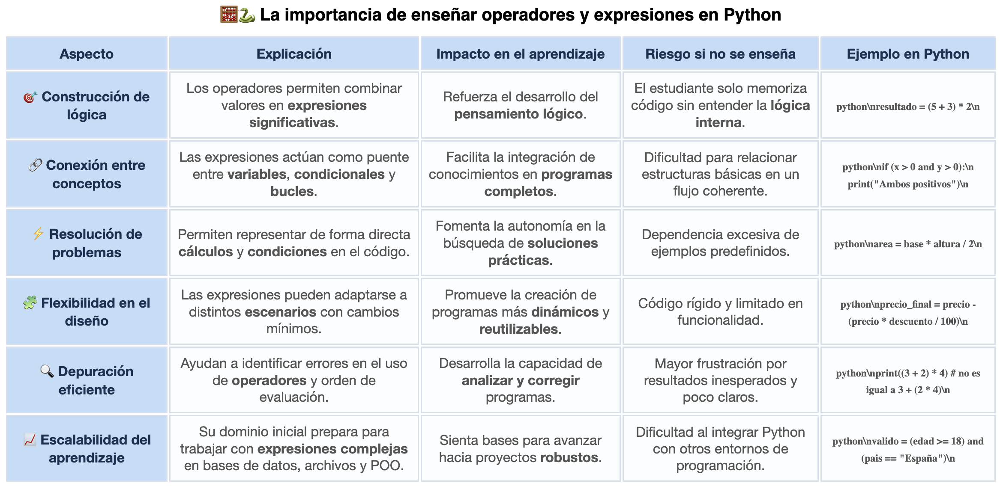 🧮🐍 La importancia de enseñar operadores y expresiones en Python
Aspecto
Explicación
Impacto en el aprendizaje
Riesgo si no se enseña
Ejemplo en Python
🎯 Construcción de
lógica
Los operadores permiten combinar
valores en expresiones
significativas.
Refuerza el desarrollo del
pensamiento lógico.
El estudiante solo memoriza
código sin entender la lógica
interna.
python\nresultado = (5 + 3) * 2\n
🔗 Conexión entre
conceptos
Las expresiones actúan como puente
entre variables, condicionales y
bucles.
Facilita la integración de
conocimientos en programas
completos.
Dificultad para relacionar
estructuras básicas en un
flujo coherente.
python\nif (x > 0 and y > 0):\n
print("Ambos positivos")\n
⚡ Resolución de
problemas
Permiten representar de forma directa
cálculos y condiciones en el código.
Fomenta la autonomía en la
búsqueda de soluciones
prácticas.
Dependencia excesiva de
ejemplos predefinidos.
python\narea = base * altura / 2\n
🧩 Flexibilidad en el
diseño
Las expresiones pueden adaptarse a
distintos escenarios con cambios
mínimos.
Promueve la creación de
programas más dinámicos y
reutilizables.
Código rígido y limitado en
funcionalidad.
python\nprecio_final = precio -
(precio * descuento / 100)\n
🔍 Depuración
eficiente
Ayudan a identificar errores en el uso
de operadores y orden de
evaluación.
Desarrolla la capacidad de
analizar y corregir
programas.
Mayor frustración por
resultados inesperados y
poco claros.
python\nprint((3 + 2) * 4) # no es
igual a 3 + (2 * 4)\n
📈 Escalabilidad del
aprendizaje
Su dominio inicial prepara para
trabajar con expresiones complejas
en bases de datos, archivos y POO.
Sienta bases para avanzar
hacia proyectos robustos.
Dificultad al integrar Python
con otros entornos de
programación.
python\nvalido = (edad >= 18) and
(pais == "España")\n